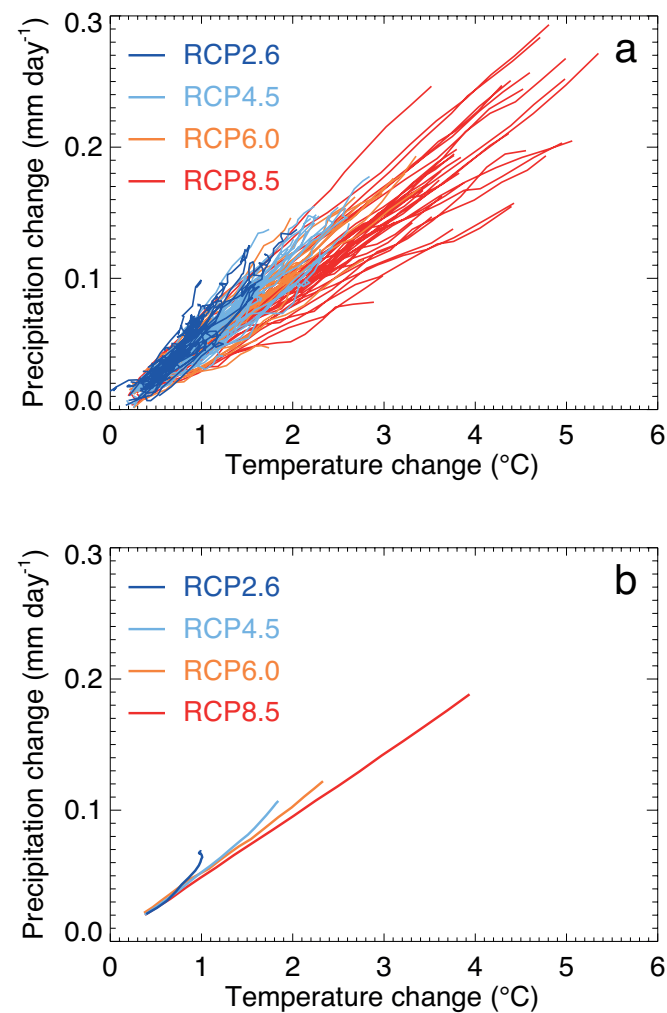 a
RCP2.6
RCP4.5
RCP6.0
RCP8.5
Precipitation change (mm day⁻¹)
0.3
0.2
0.1
0.0
0 1 2 3 4 5 6
Temperature change (°C)
b
RCP2.6
RCP4.5
RCP6.0
RCP8.5
Precipitation change (mm day⁻¹)
0.3
0.2
0.1
0.0
0 1 2 3 4 5 6
Temperature change (°C)